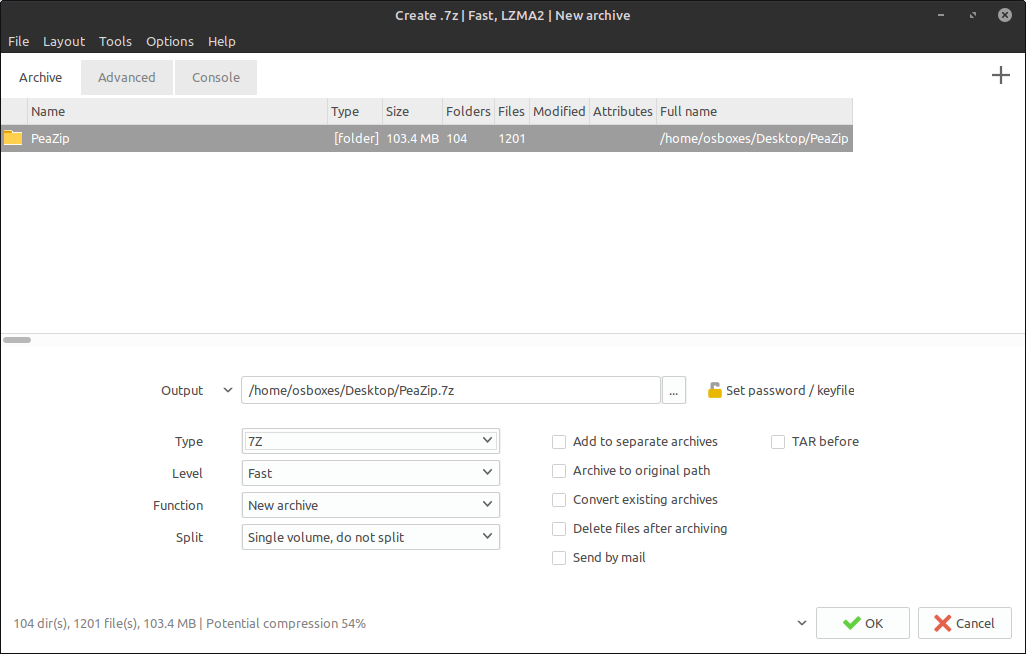 Create .7z | Fast, LZMA2 | New archive
File Layout Tools Options Help
Archive Advanced Console
Name Type Size Folders Files Modified Attributes Full name
PeaZip [folder] 103.4 MB 104 1201 /home/osboxes/Desktop/PeaZip
Output /home/osboxes/Desktop/PeaZip.7z ... Set password / keyfile
Type 7Z Add to separate archives TAR before
Level Fast Archive to original path
Function New archive Convert existing archives
Split Single volume, do not split Delete files after archiving
Send by mail
104 dir(s), 1201 file(s), 103.4 MB | Potential compression 54% OK Cancel